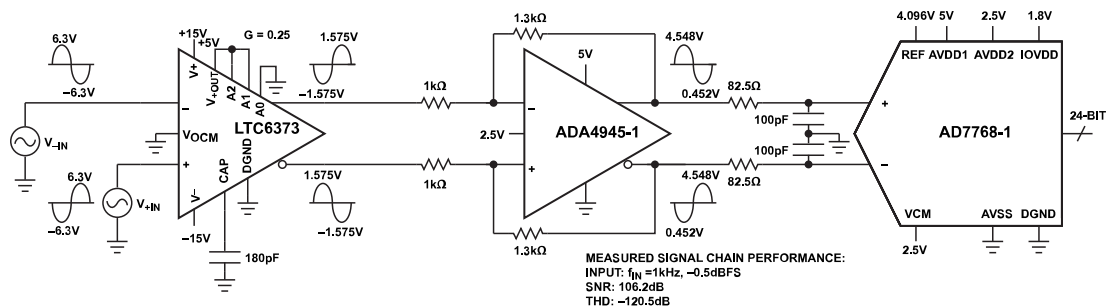 6.3V
–6.3V
V–IN
6.3V
–6.3V
V+IN
+15V
+5V
G = 0.25
V+
V+OUT
A2
A1
A0
–
VOCM
LTC6373
+
CAP
DGND
V–
–15V
180pF
1.575V
–1.575V
1.575V
–1.575V
1kΩ
1kΩ
1.3kΩ
5V
–
2.5V
ADA4945-1
+
1.3kΩ
4.548V
0.452V
4.548V
0.452V
82.5Ω
82.5Ω
100pF
100pF
4.096V 5V 2.5V 1.8V
REF AVDD1 AVDD2 IOVDD
+
AD7768-1
–
24-BIT
VCM AVSS DGND
2.5V
MEASURED SIGNAL CHAIN PERFORMANCE:
INPUT: fIN =1kHz, –0.5dBFS
SNR: 106.2dB
THD: –120.5dB